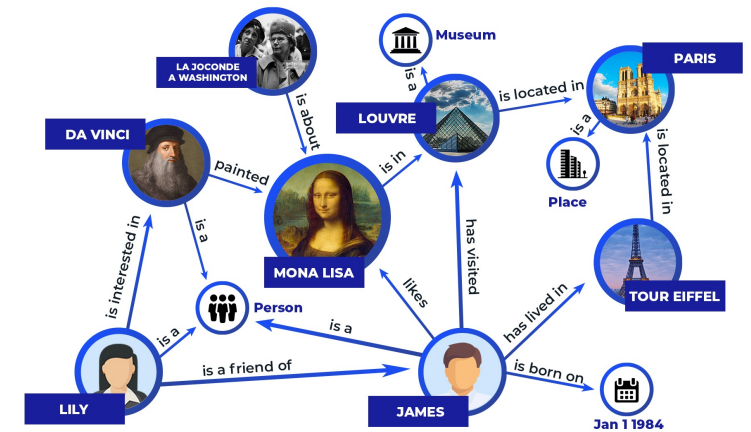 Museum
PARIS
LA JOCONDE
A WASHINGTON
is a
is about
LOUVRE
is located in
DA VINCI
is a
is located in
painted
is in
Place
is a
has visited
is interested in
MONA LISA
TOUR EIFFEL
likes
has lived in
Person
is a
is a
is a friend of
is born on
LILY
JAMES
Jan 1 1984